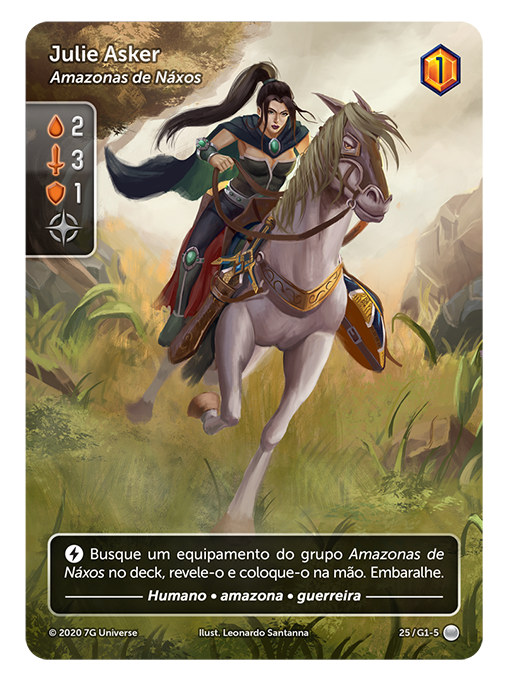 Julie Asker
Amazonas de Náxos
1
2
3
1
Busque um equipamento do grupo Amazonas de
Náxos no deck, revele-o e coloque-o na mão. Embaralhe.
Humano • amazona • guerreira
© 2020 7G Universe Ilust. Leonardo Santanna 25/G1-5